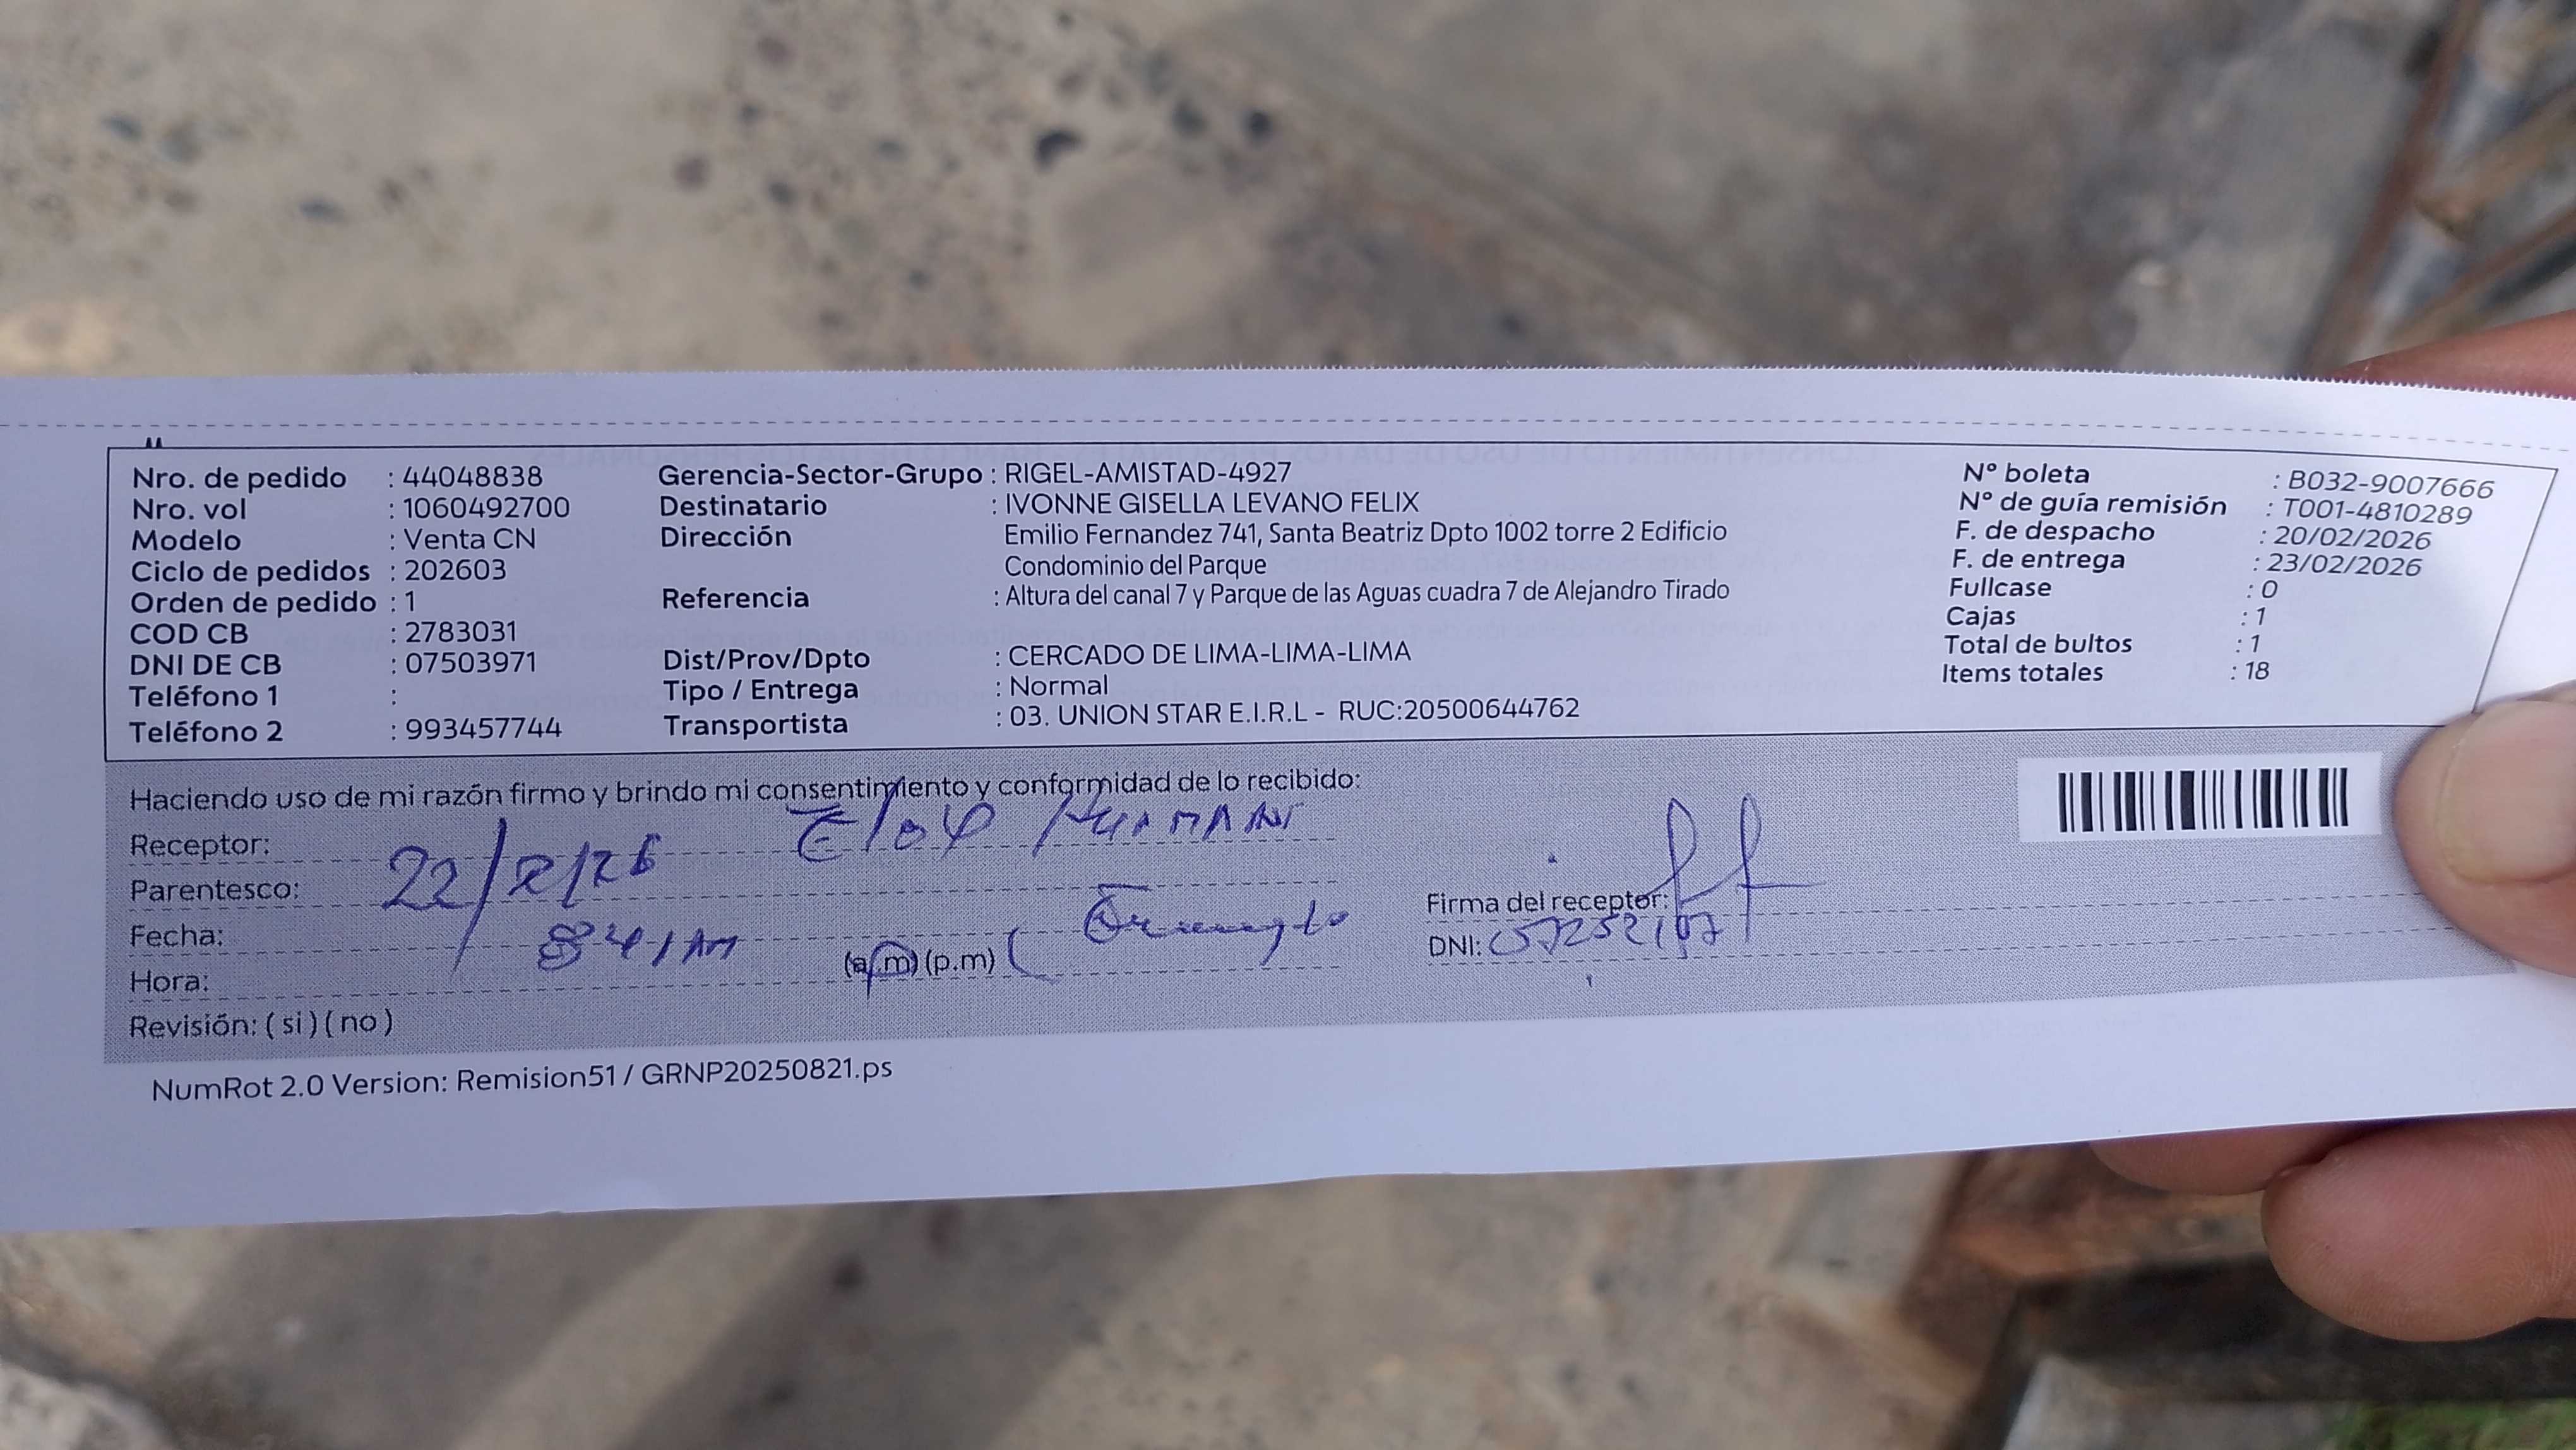 Nro. de pedido : 44048838
Nro. vol : 1060492700
Modelo : Venta CN
Ciclo de pedidos : 202603
Orden de pedido : 1
COD CB : 2783031
DNI DE CB : 07503971
Teléfono 1 :
Teléfono 2 : 993457744
Gerencia-Sector-Grupo : RIGEL-AMISTAD-4927
Destinatario : IVONNE GISELLA LEVANO FELIX
Dirección Emilio Fernandez 741, Santa Beatriz Dpto 1002 torre 2 Edificio
Condominio del Parque
Referencia : Altura del canal 7 y Parque de las Aguas cuadra 7 de Alejandro Tirado
Dist/Prov/Dpto : CERCADO DE LIMA-LIMA-LIMA
Tipo / Entrega : Normal
Transportista : 03. UNION STAR E.I.R.L - RUC:20500644762
N° boleta : B032-9007666
N° de guía remisión : T001-4810289
F. de despacho : 20/02/2026
F. de entrega : 23/02/2026
Fullcase : 0
Cajas : 1
Total de bultos : 1
Items totales : 18
Haciendo uso de mi razón firmo y brindo mi consentimiento y conformidad de lo recibido:
Receptor: Eloy Huamani
Parentesco: 22/2/26
Fecha:
841 AM (a.m) (p.m)
Hora:
Revisión: ( si ) ( no )
Firma del receptor:
DNI:
NumRot 2.0 Version: Remision51 / GRNP20250821.ps